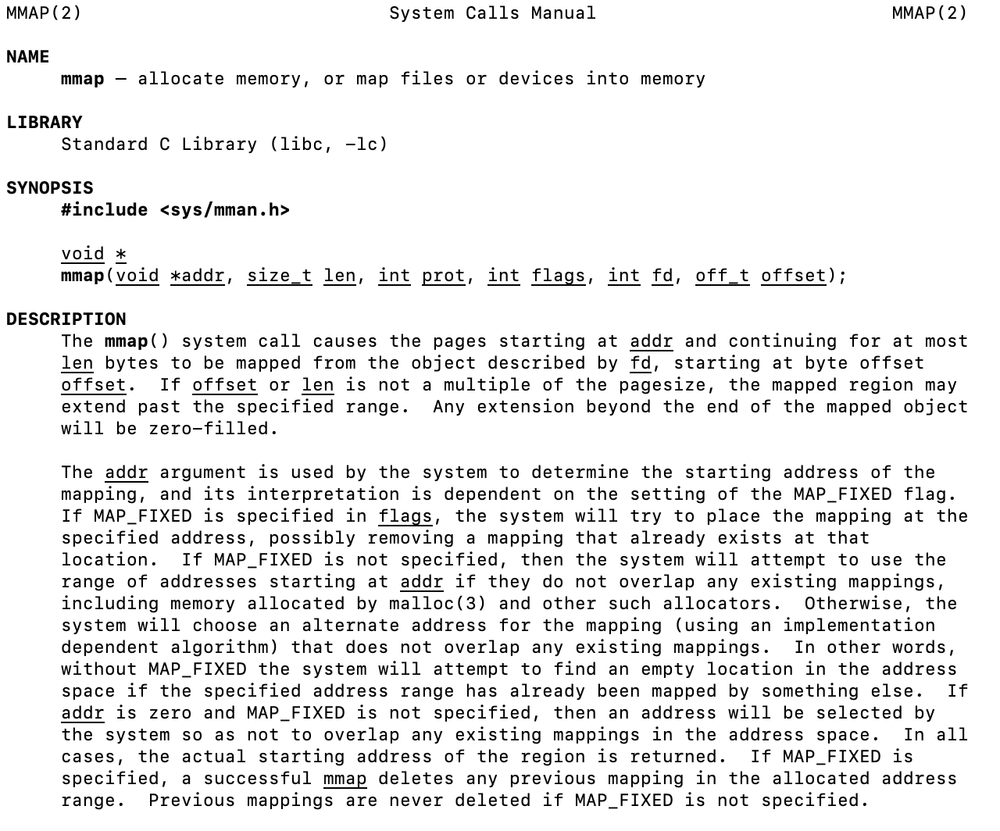 MMAP(2) System Calls Manual MMAP(2)
NAME
mmap – allocate memory, or map files or devices into memory
LIBRARY
Standard C Library (libc, -lc)
SYNOPSIS
#include <sys/mman.h>
void *
mmap(void *addr, size_t len, int prot, int flags, int fd, off_t offset);
DESCRIPTION
The mmap() system call causes the pages starting at addr and continuing for at most
len bytes to be mapped from the object described by fd, starting at byte offset
offset.  If offset or len is not a multiple of the pagesize, the mapped region may
extend past the specified range.  Any extension beyond the end of the mapped object
will be zero-filled.
The addr argument is used by the system to determine the starting address of the
mapping, and its interpretation is dependent on the setting of the MAP_FIXED flag.
If MAP_FIXED is specified in flags, the system will try to place the mapping at the
specified address, possibly removing a mapping that already exists at that
location.  If MAP_FIXED is not specified, then the system will attempt to use the
range of addresses starting at addr if they do not overlap any existing mappings,
including memory allocated by malloc(3) and other such allocators.  Otherwise, the
system will choose an alternate address for the mapping (using an implementation
dependent algorithm) that does not overlap any existing mappings.  In other words,
without MAP_FIXED the system will attempt to find an empty location in the address
space if the specified address range has already been mapped by something else.  If
addr is zero and MAP_FIXED is not specified, then an address will be selected by
the system so as not to overlap any existing mappings in the address space.  In all
cases, the actual starting address of the region is returned.  If MAP_FIXED is
specified, a successful mmap deletes any previous mapping in the allocated address
range.  Previous mappings are never deleted if MAP_FIXED is not specified.